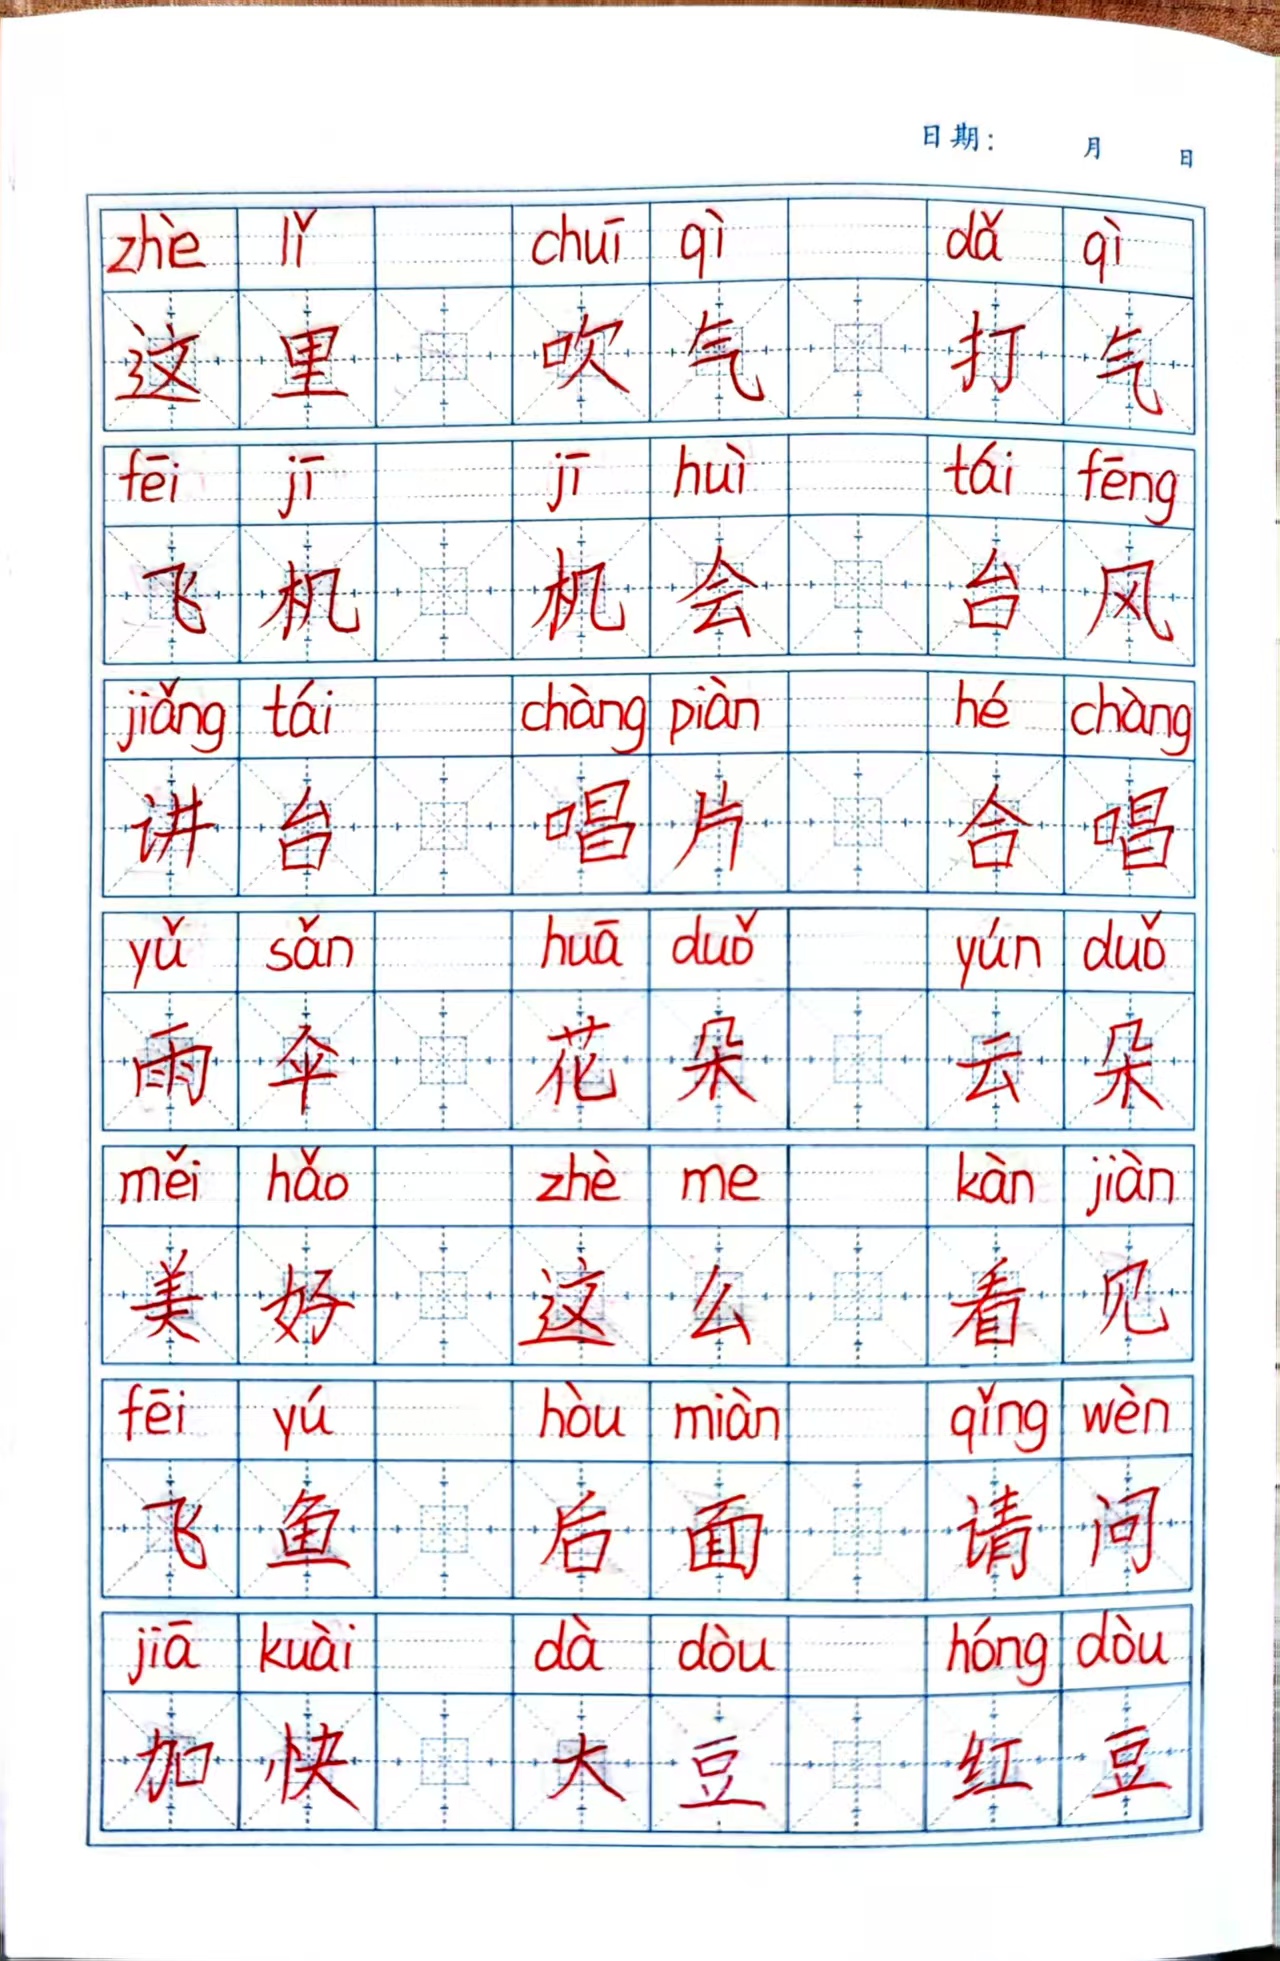 日期： 月 日
zhè lǐ chuī qì dǎ qì
这里 吹气 打气
fēi jī jī huì tái fēng
飞机 机会 台风
jiǎng tái chàng piàn hé chàng
讲台 唱片 合唱
yǔ sǎn huā duǒ yún duǒ
雨伞 花朵 云朵
měi hǎo zhè me kàn jiàn
美好 这么 看见
fēi yú hòu miàn qǐng wèn
飞鱼 后面 请问
jiā kuài dà dòu hóng dòu
加快 大豆 红豆